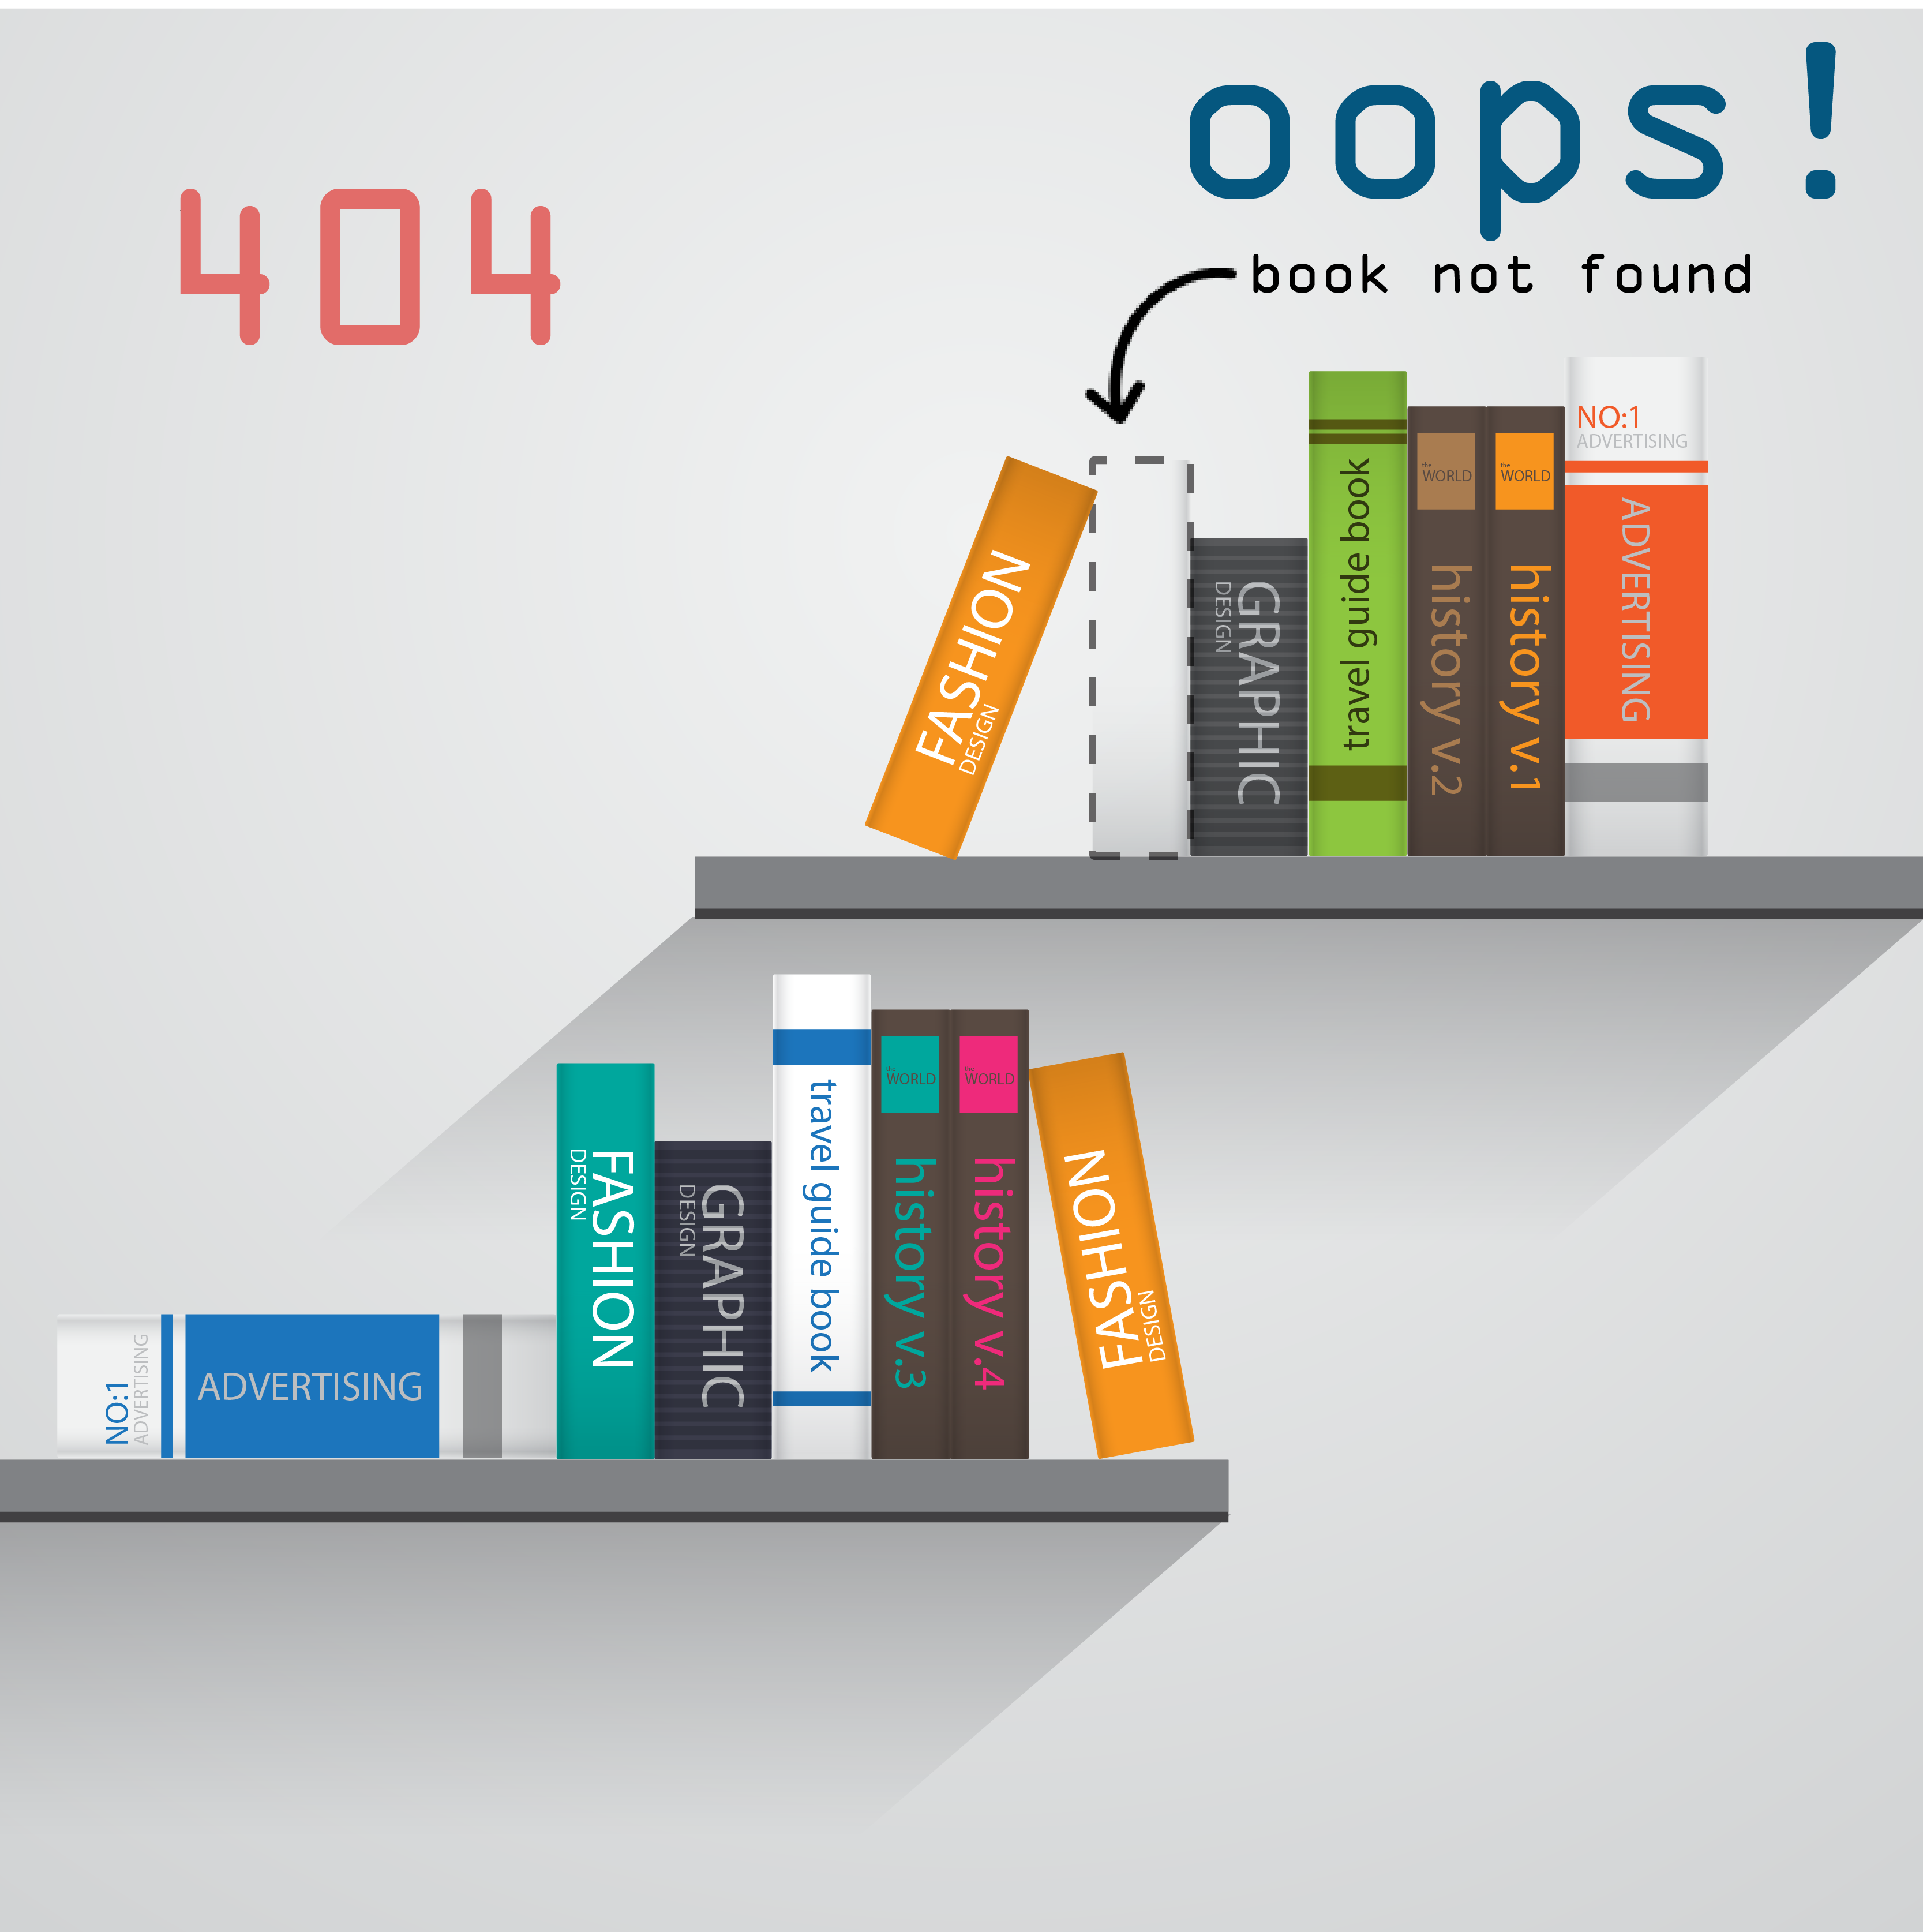 oops!
404
book not found
FASHION
DESIGN
GRAPHIC
DESIGN
travel guide book
the
WORLD
history v.2
the
WORLD
history v.1
NO:1
ADVERTISING
ADVERTISING
NO:1
ADVERTISING
ADVERTISING
FASHION
DESIGN
GRAPHIC
DESIGN
travel guide book
the
WORLD
history v.3
the
WORLD
history v.4
FASHION
DESIGN